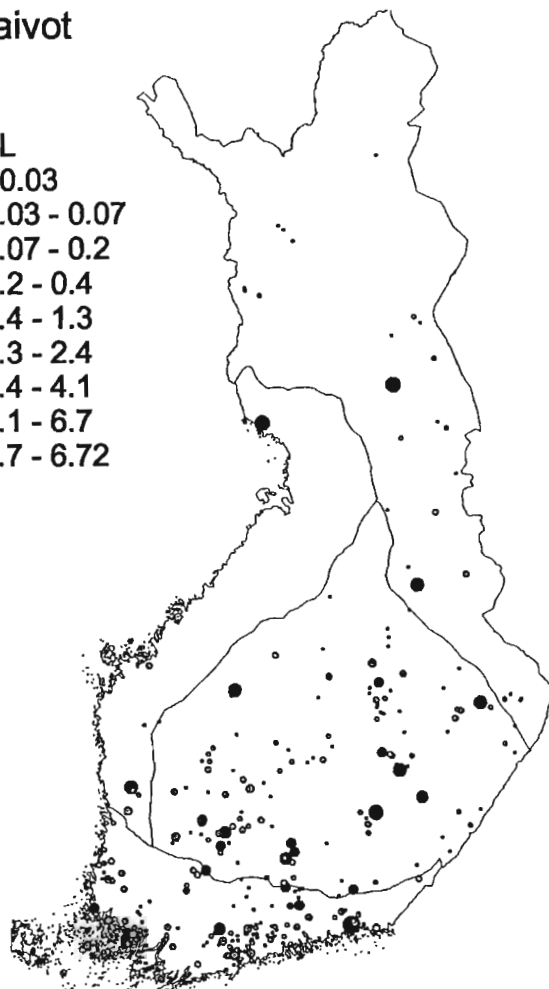 aivot
L
0.03
.03 - 0.07
.07 - 0.2
.2 - 0.4
.4 - 1.3
.3 - 2.4
.4 - 4.1
.1 - 6.7
.7 - 6.72